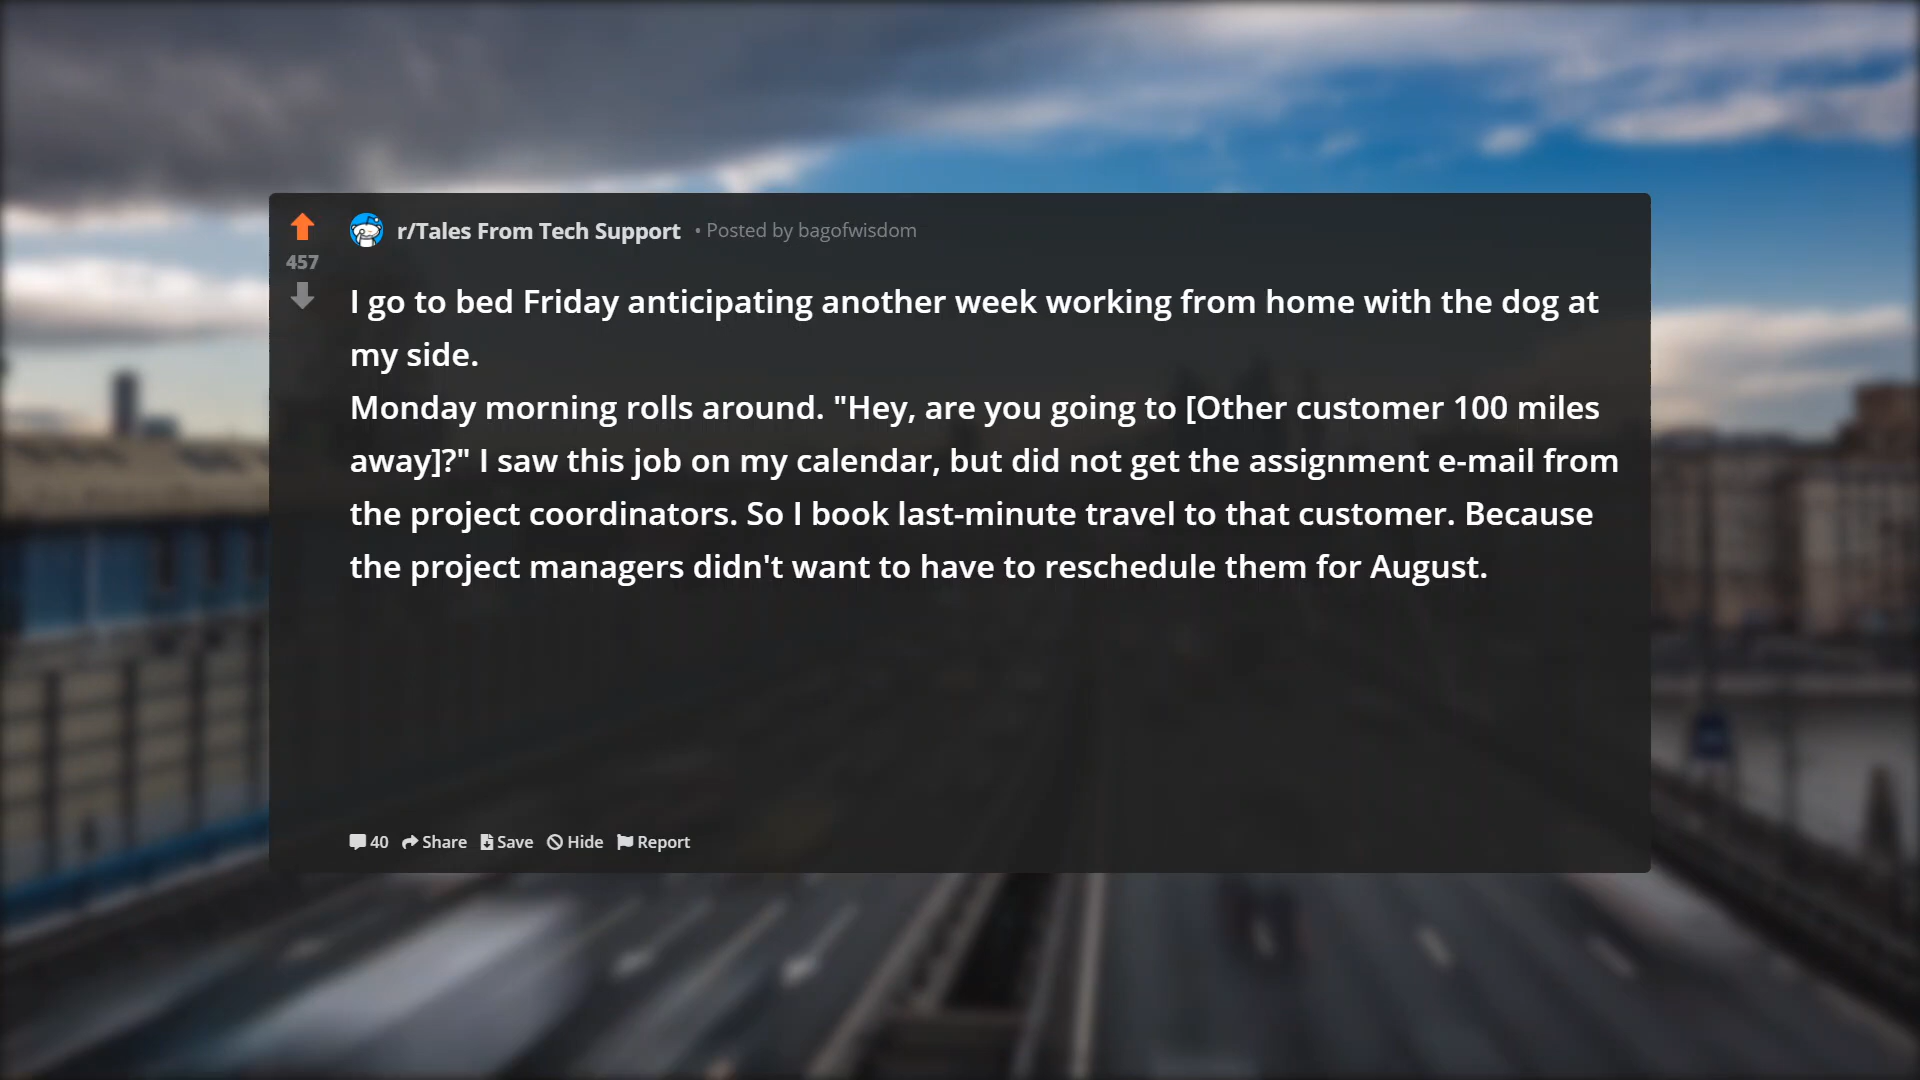 r/Tales From Tech Support • Posted by bagofwisdom
457
I go to bed Friday anticipating another week working from home with the dog at
my side.
Monday morning rolls around. "Hey, are you going to [Other customer 100 miles
away]?" I saw this job on my calendar, but did not get the assignment e-mail from
the project coordinators. So I book last-minute travel to that customer. Because
the project managers didn't want to have to reschedule them for August.
40 Share Save Hide Report